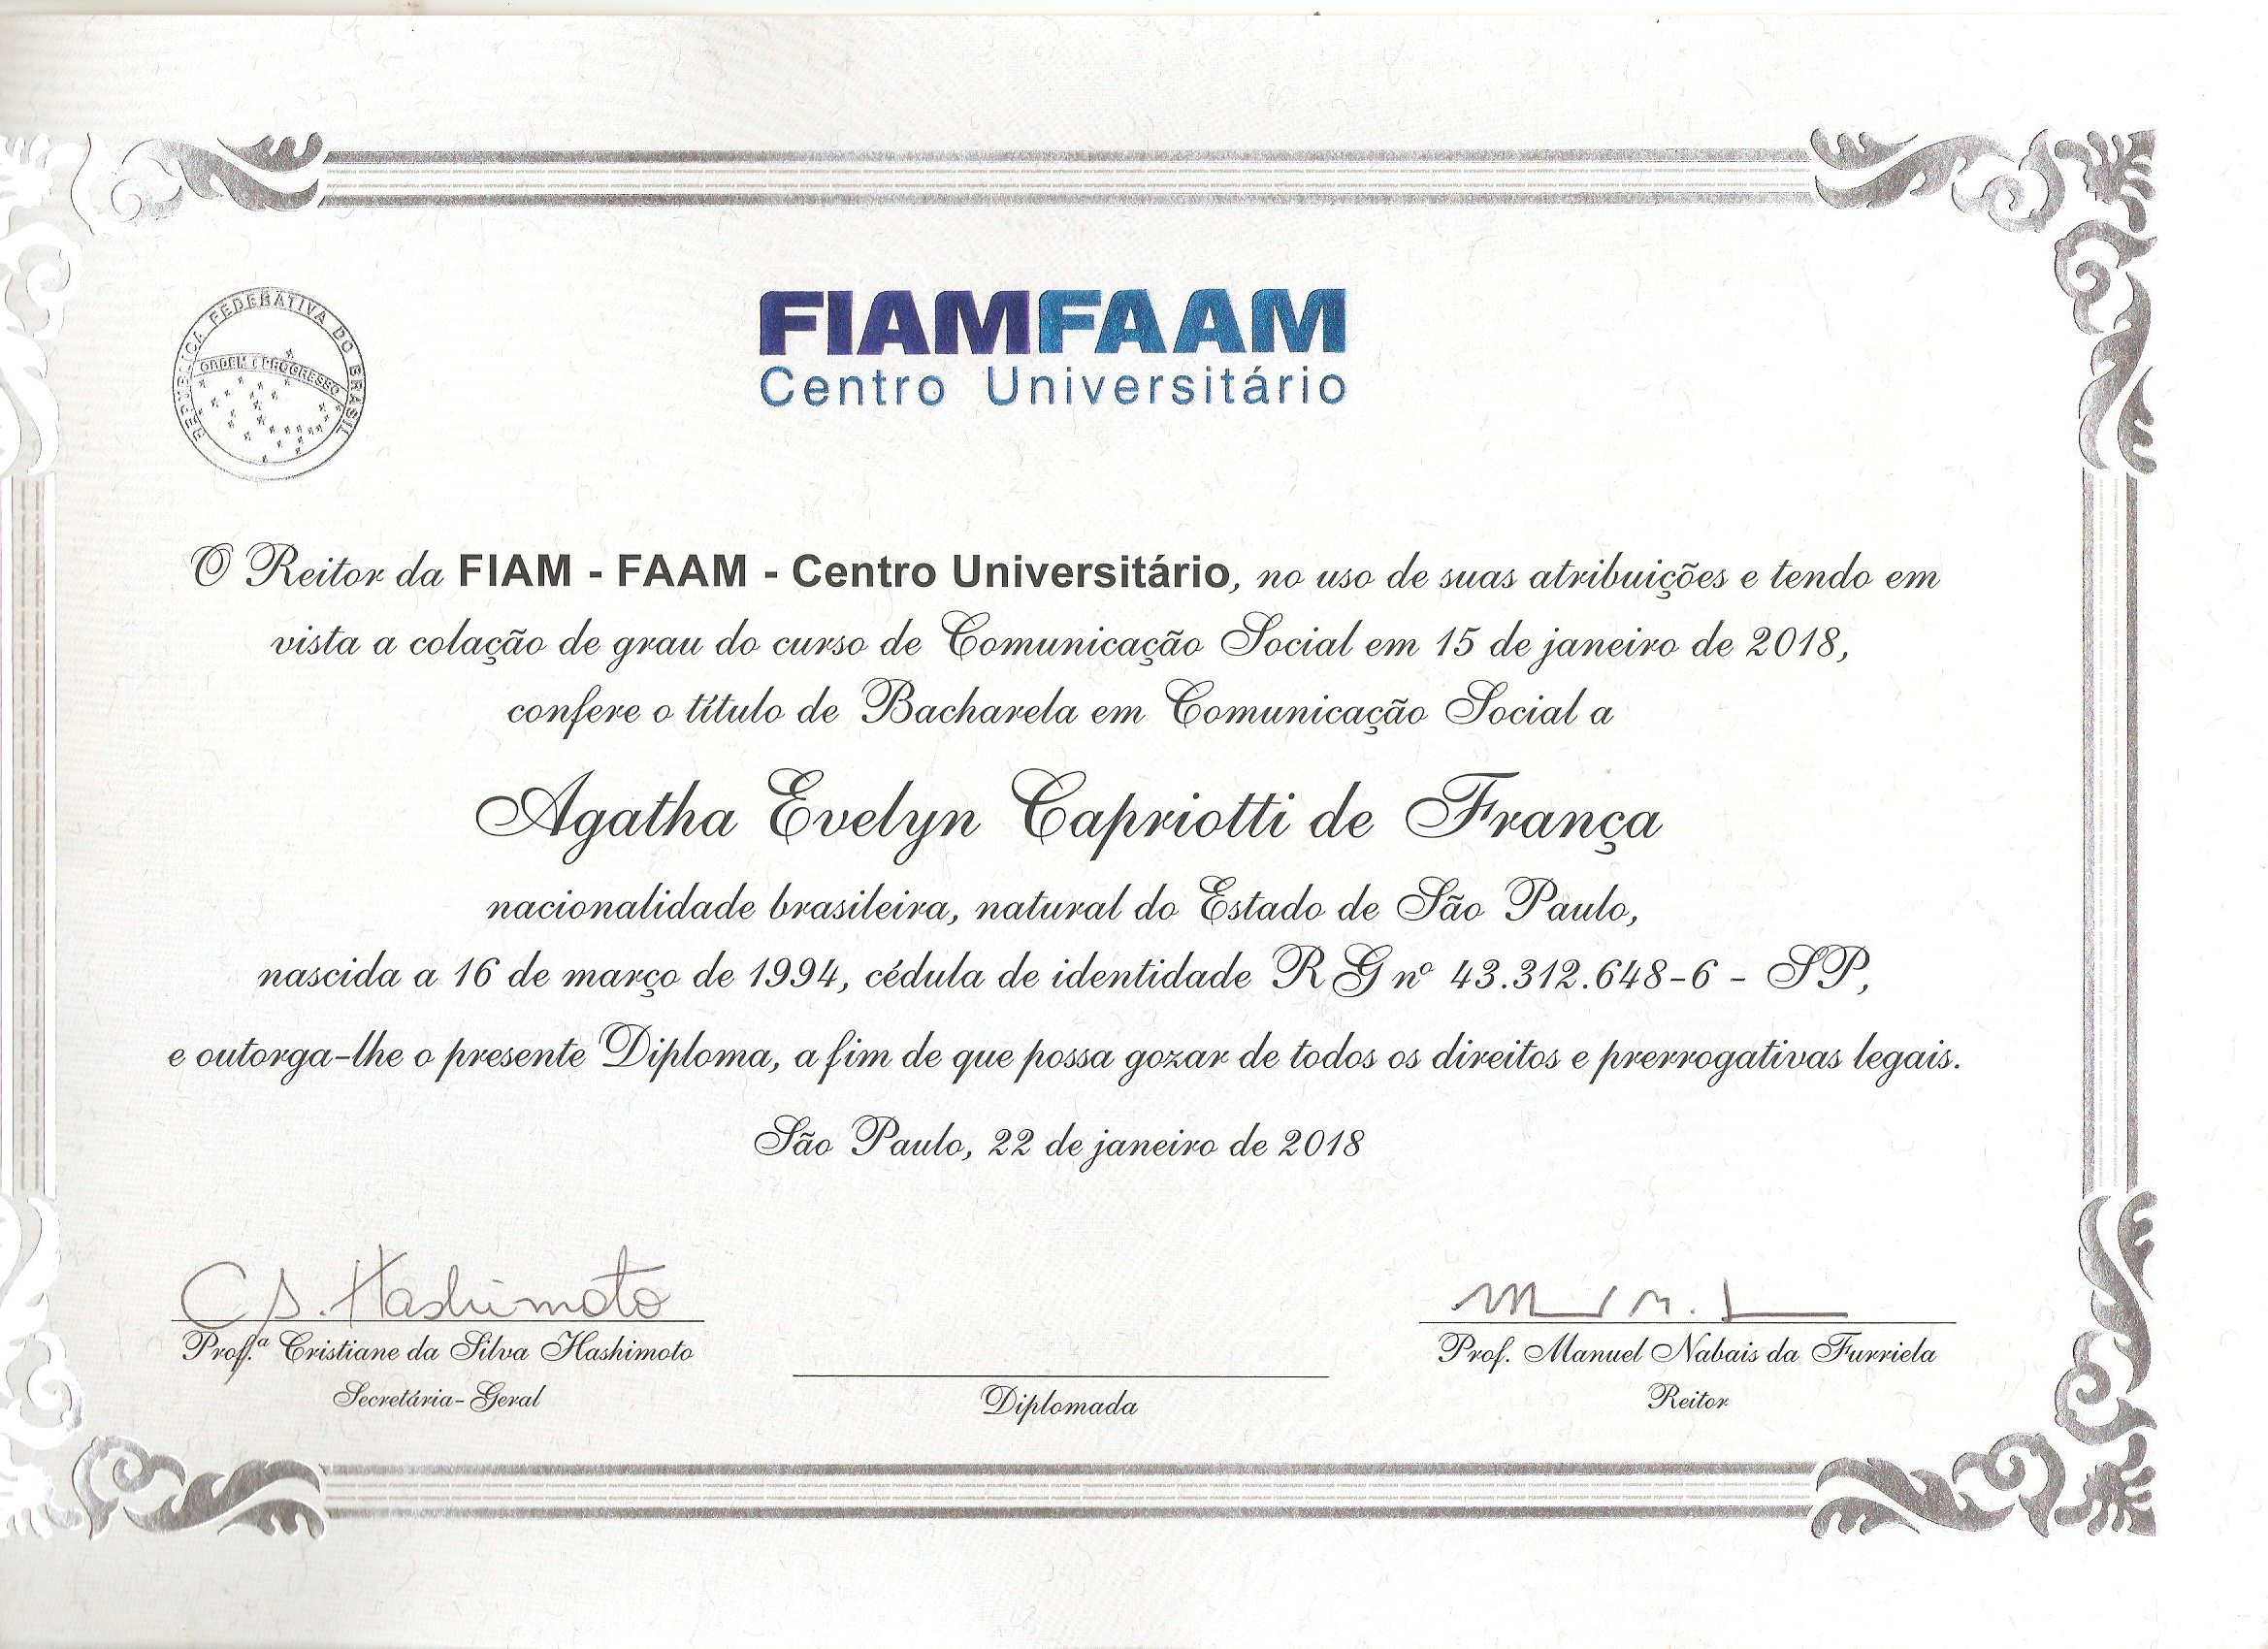 REPÚBLICA FEDERATIVA DO BRASIL
ORDEM E PROGRESSO
FIAMFAAM
Centro Universitário
O Reitor da FIAM - FAAM - Centro Universitário, no uso de suas atribuições e tendo em
vista a colação de grau do curso de Comunicação Social em 15 de janeiro de 2018,
confere o título de Bacharela em Comunicação Social a
Agatha Evelyn Capriotti de França
nacionalidade brasileira, natural do Estado de São Paulo,
nascida a 16 de março de 1994, cédula de identidade RG nº 43.312.648-6 - SP,
e outorga-lhe o presente Diploma, a fim de que possa gozar de todos os direitos e prerrogativas legais.
São Paulo, 22 de janeiro de 2018
C S. Hashimoto
Prof.ª Cristiane da Silva Hashimoto
Secretária-Geral
Diplomada
Prof. Manuel Nabais da Furriela
Reitor